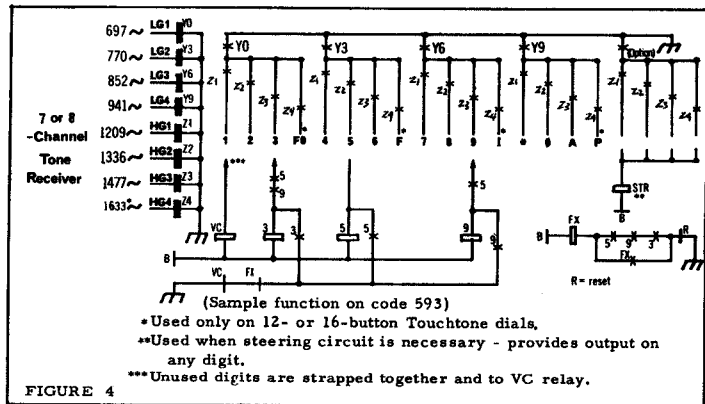 697~ LG1 Y0
770~ LG2 Y3
852~ LG3 Y6
941~ LG4 Y9
1209~ HG1 Z1
1336~ HG2 Z2
1477~ HG3 Z3
1633~* HG4 Z4
7 or 8
-Channel
Tone
Receiver
Y0 Y3 Y6 Y9 (Option)
Z1 Z2 Z3 Z4 Z1 Z2 Z3 Z4 Z1 Z2 Z3 Z4 Z1 Z2 Z3 Z4 Z1 Z2 Z3 Z4
1 2 3 F0* 4 5 6 F* 7 8 9 I* * 0 A P*
*** 5 9 5
STR
**
B
VC 3 3 5 5 9 9
B
VC FX
B FX 5 9 3 R
FX
R = reset
(Sample function on code 593)
*Used only on 12- or 16-button Touchtone dials.
**Used when steering circuit is necessary - provides output on
any digit.
***Unused digits are strapped together and to VC relay.
FIGURE 4